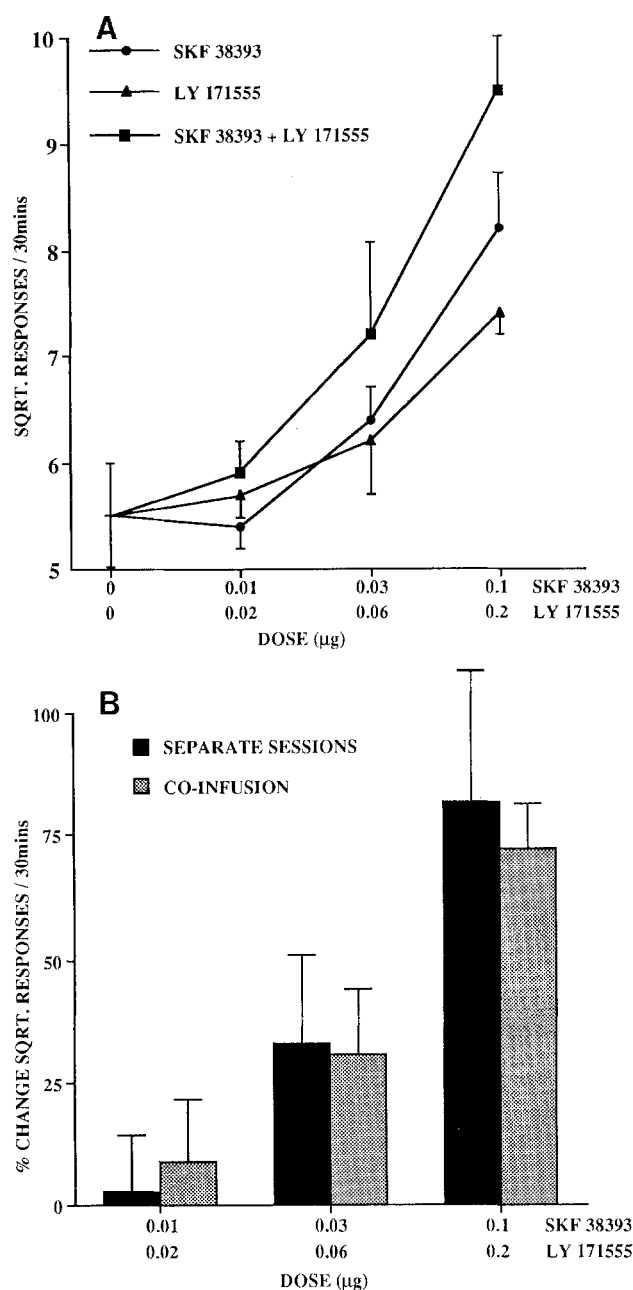 A
SKF 38393
LY 171555
SKF 38393 + LY 171555
SQRT. RESPONSES / 30mins
10
9
8
7
6
5
0 0.01 0.03 0.1 SKF 38393
0 0.02 0.06 0.2 LY 171555
DOSE (µg)
B
SEPARATE SESSIONS
CO-INFUSION
% CHANGE SQRT. RESPONSES / 30mins
100
75
50
25
0
0.01 0.03 0.1 SKF 38393
0.02 0.06 0.2 LY 171555
DOSE (µg)